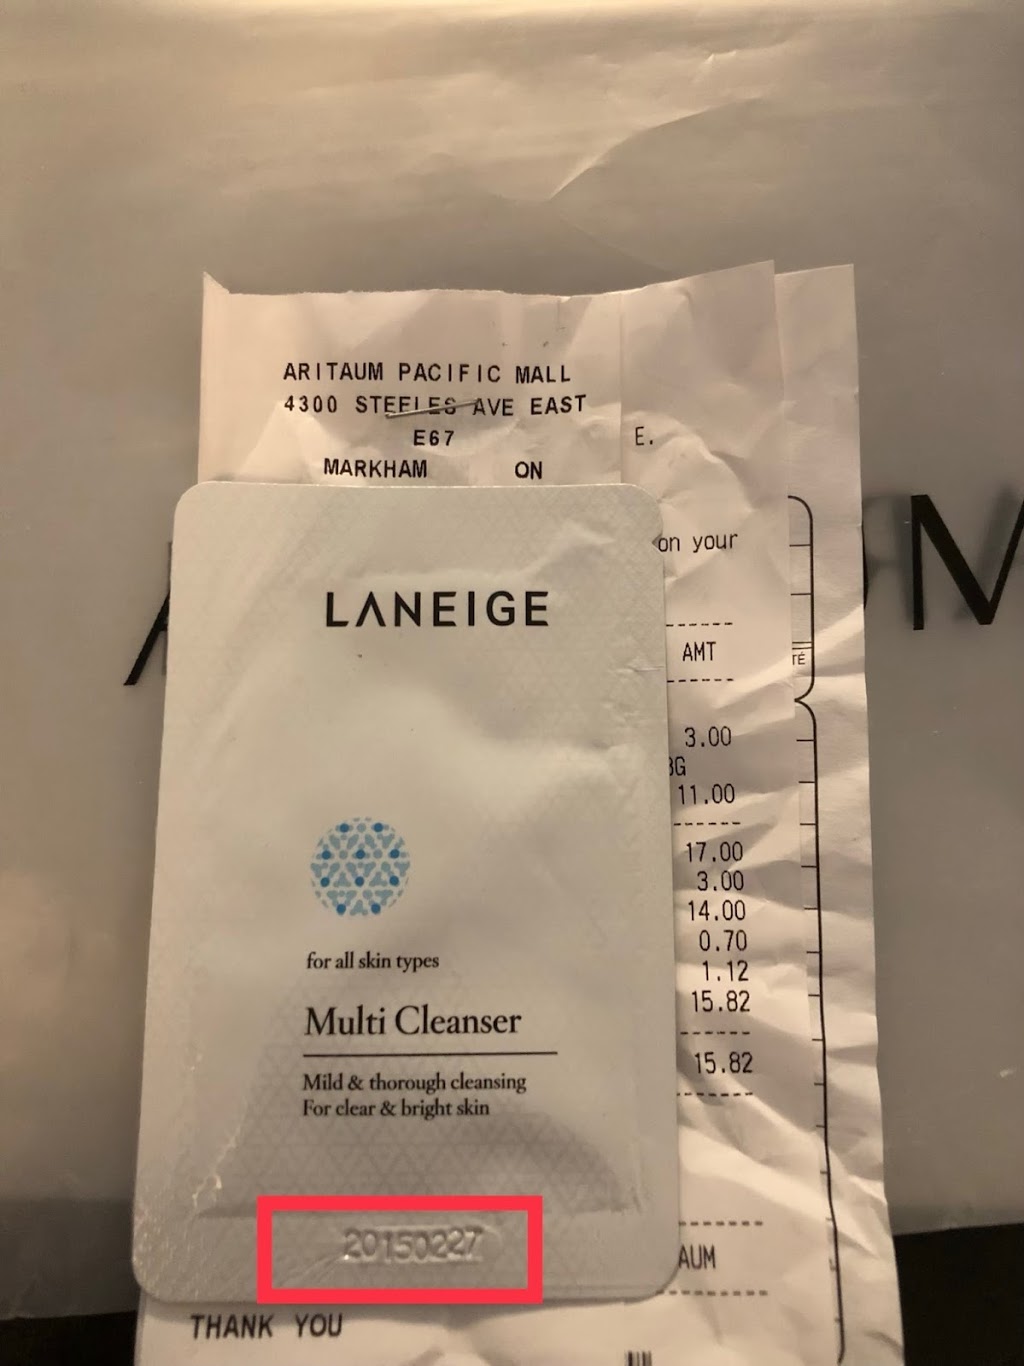 ARITAUM PACIFIC MALL
4300 STEELES AVE EAST
E67
E.
MARKHAM ON
on your
LANEIGE
AMT
TÉ
3.00
BG
11.00
17.00
3.00
14.00
0.70
1.12
15.82
15.82
for all skin types
Multi Cleanser
Mild & thorough cleansing
For clear & bright skin
20150227
AUM
THANK YOU